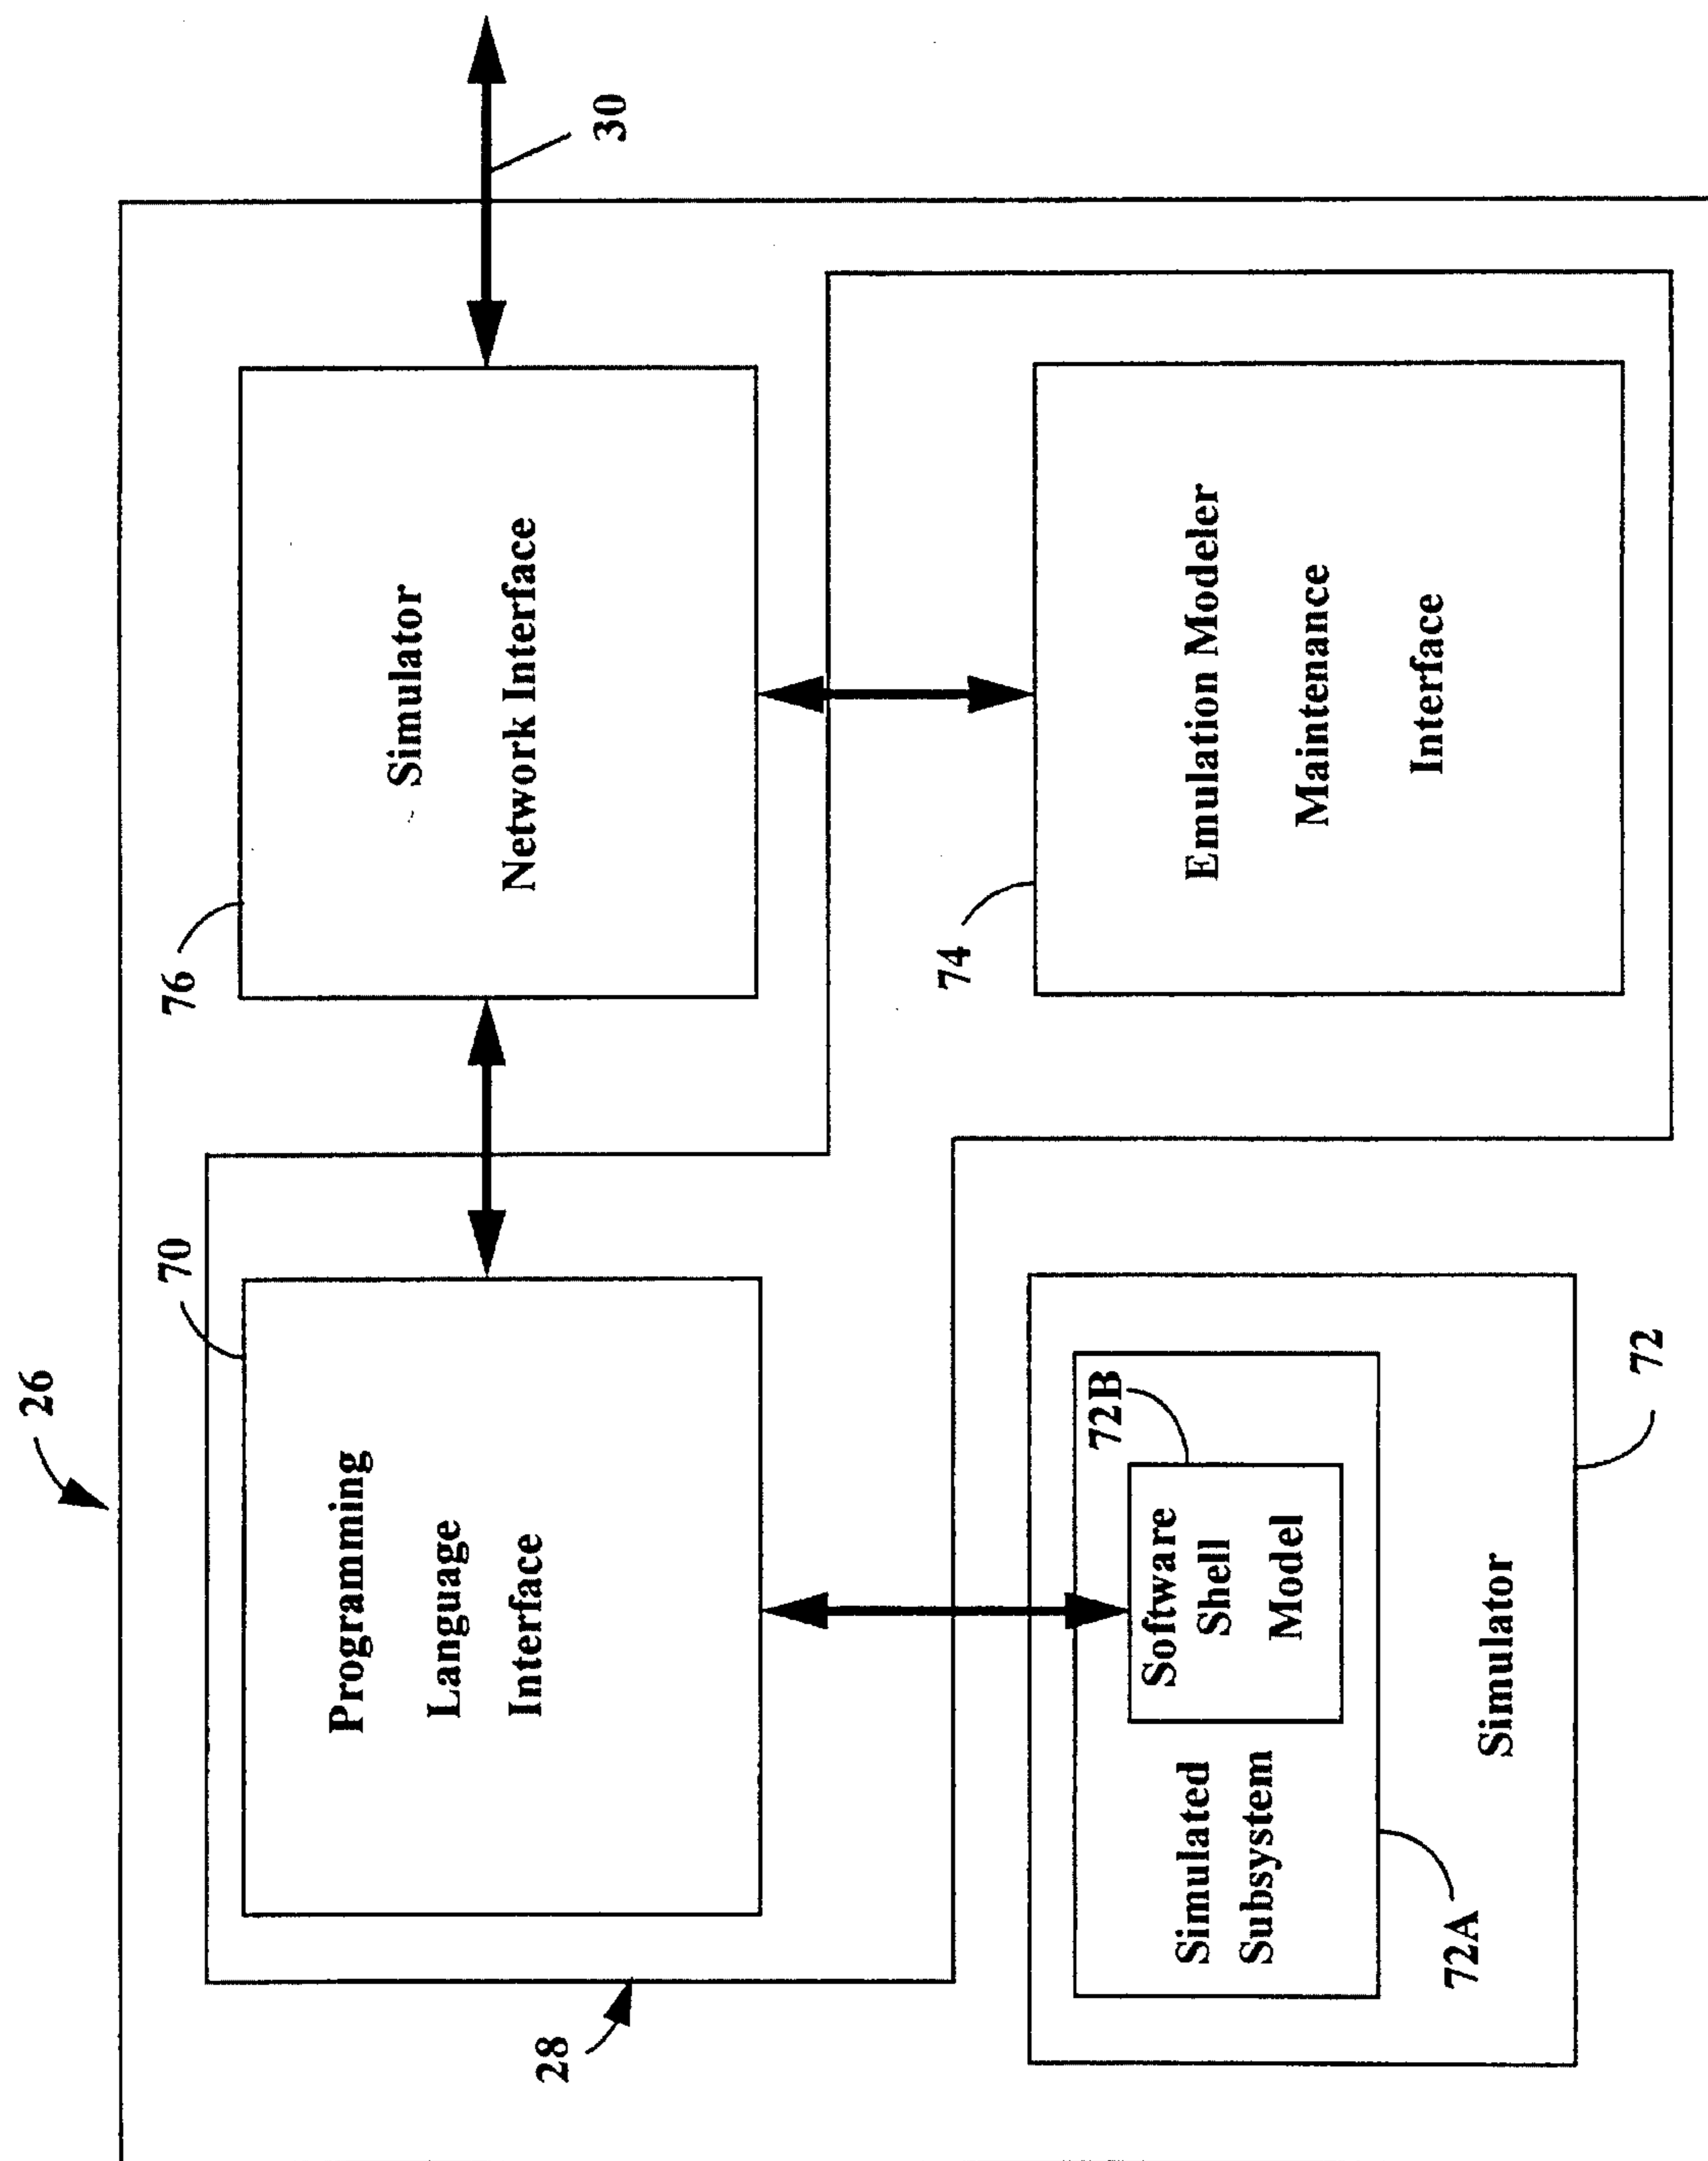 26
70
76
30
Programming
Language
Interface
Simulator
Network Interface
28
72B
74
Software
Shell
Model
Simulated
Subsystem
Emulation Modeler
Maintenance
Interface
72A
Simulator
72